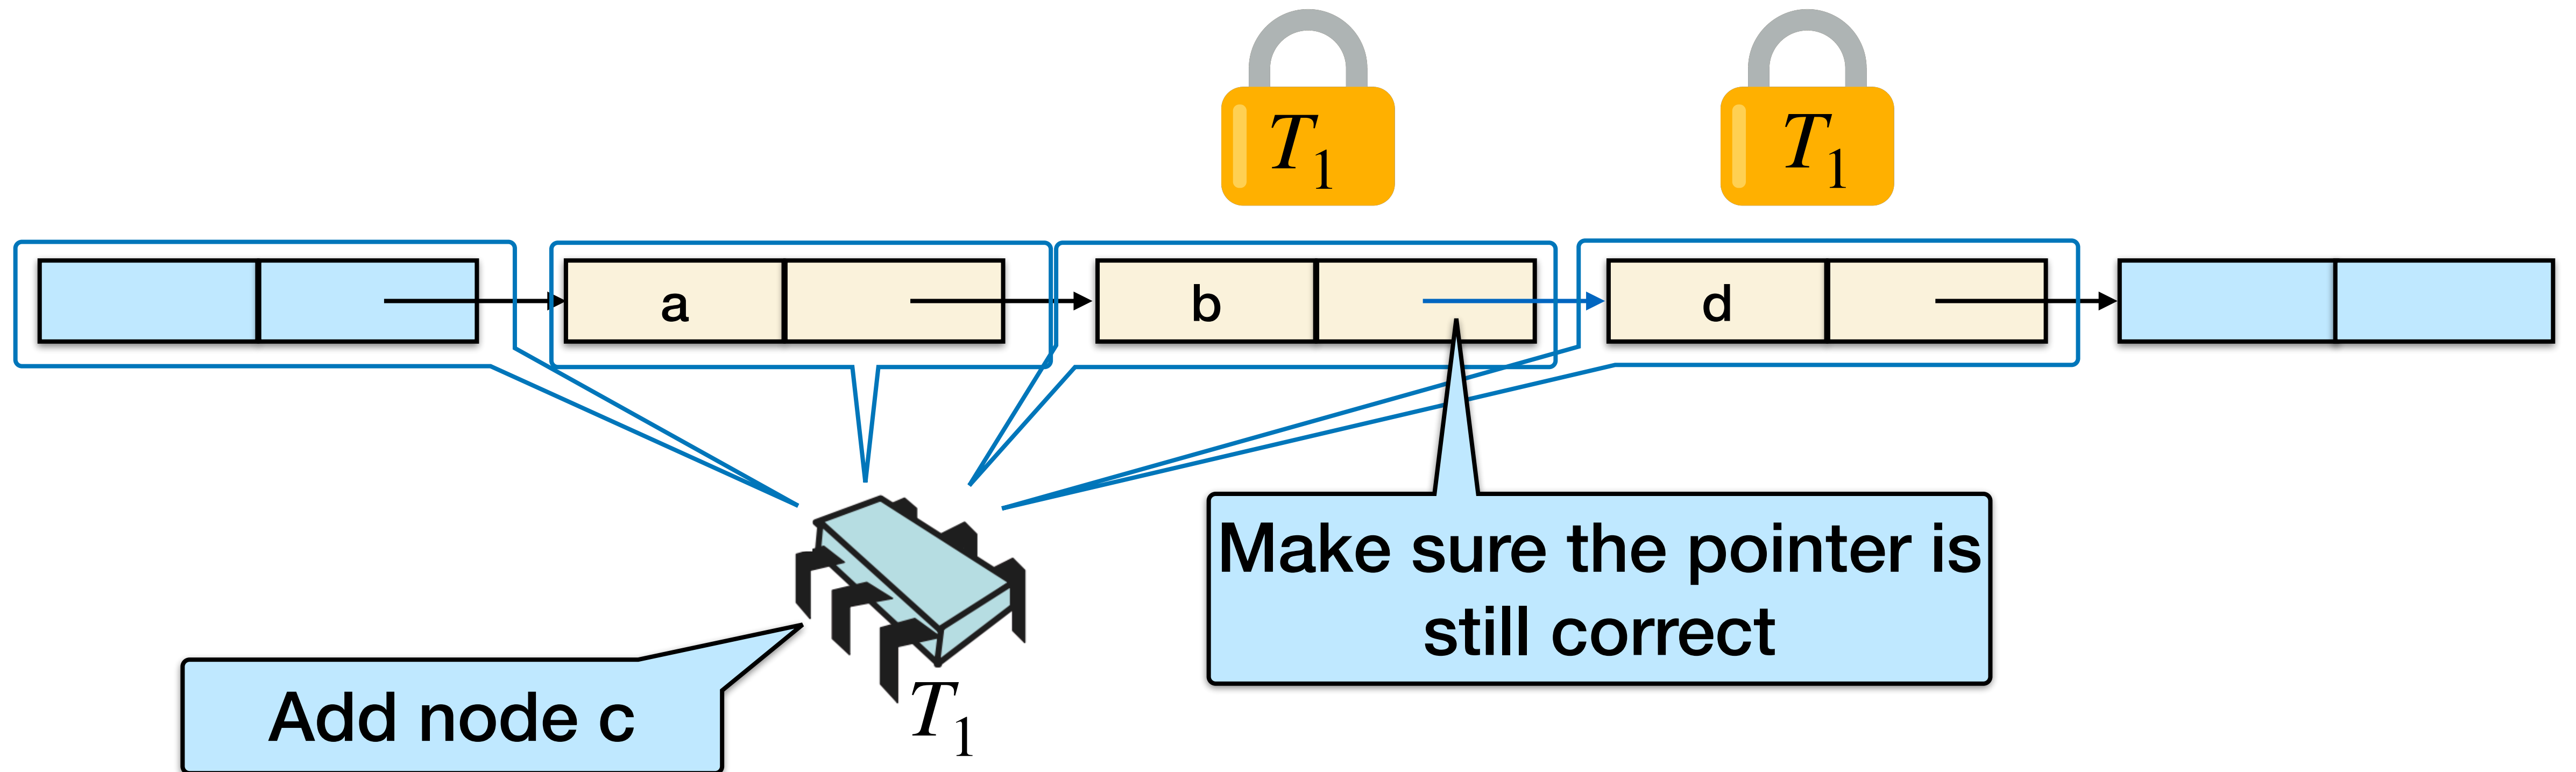 T1
T1
a
b
d
Make sure the pointer is
still correct
Add node c
T1